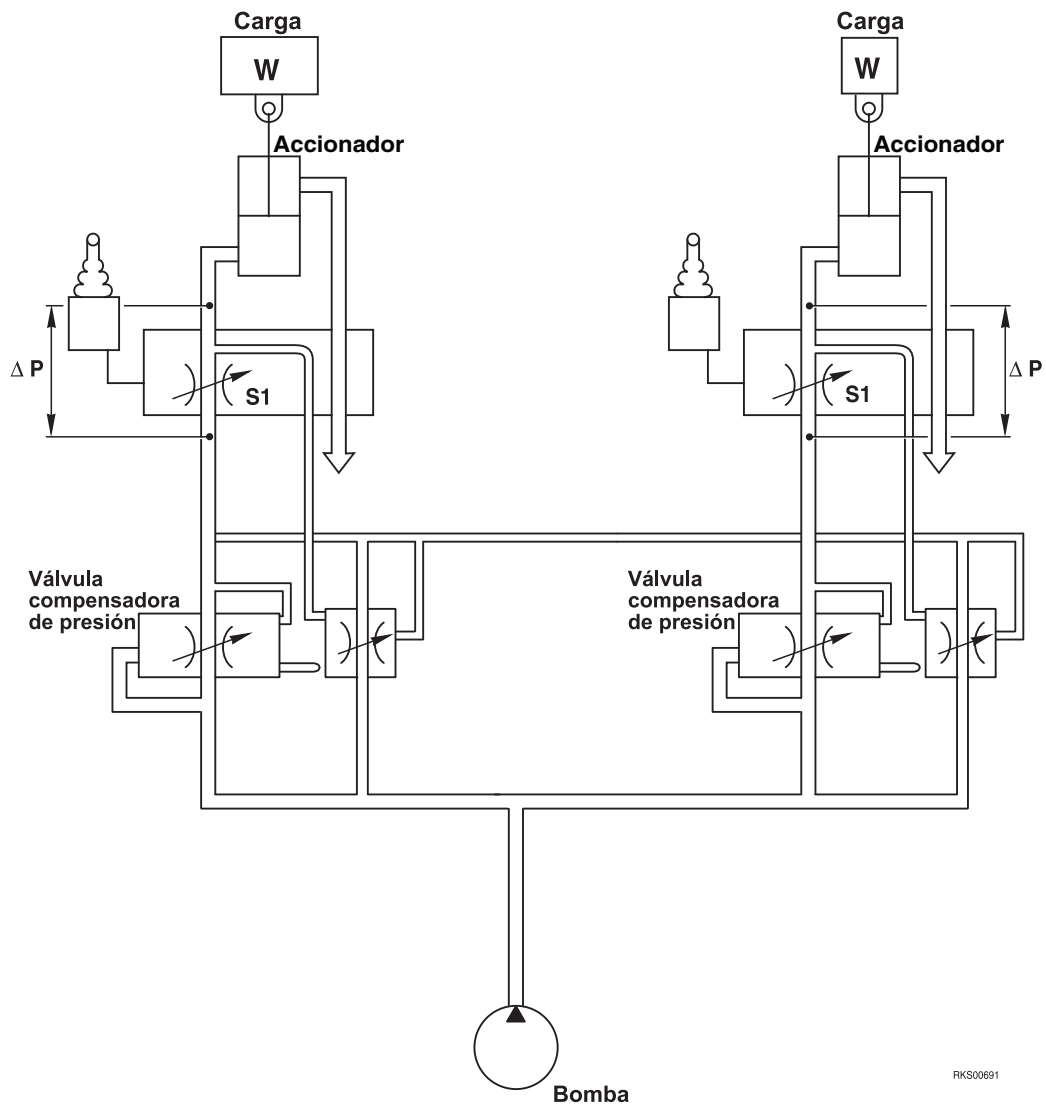 Carga
W
Accionador
Δ P
S1
Carga
W
Accionador
Δ P
S1
Válvula
compensadora
de presión
Válvula
compensadora
de presión
Bomba
RKS00691